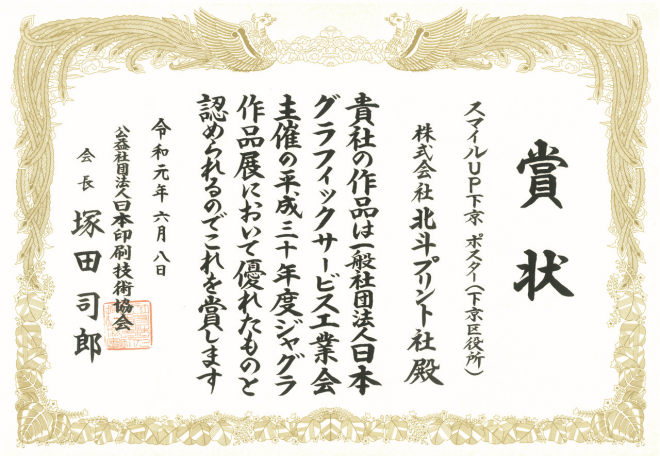 賞状
スマイルUP下京 ポスター(下京区役所)
株式会社 北斗プリント社 殿
貴社の作品は一般社団法人日本
グラフィックサービス工業会
主催の平成三十年度ジャグラ
作品展において優れたものと
認められるのでこれを賞します
令和元年六月八日
公益社団法人日本印刷技術協会
会長 塚田司郎